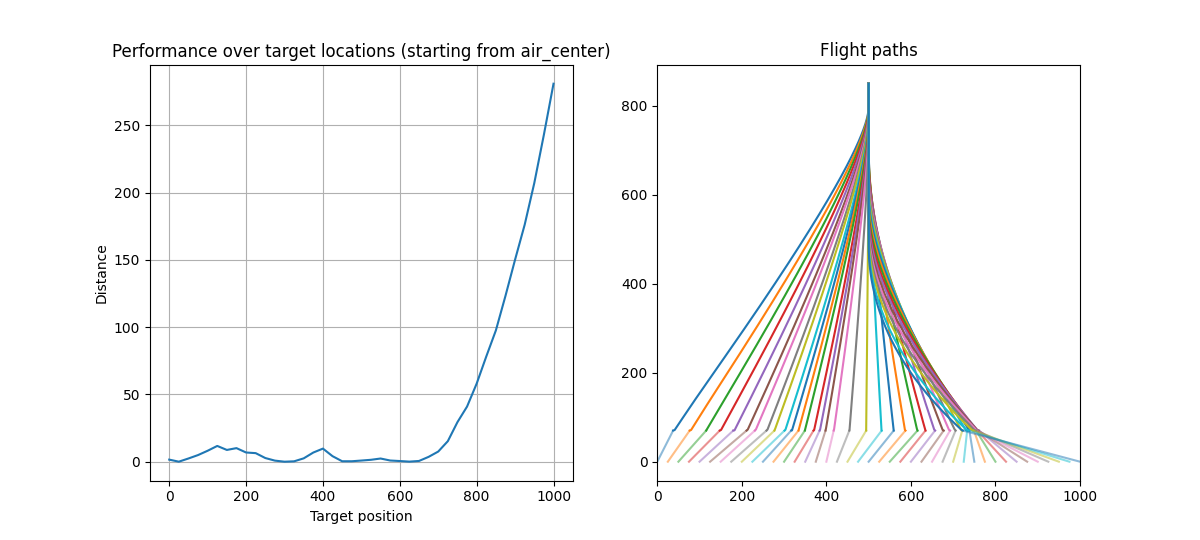 Performance over target locations (starting from air_center)
Distance
250
200
150
100
50
0
0 200 400 600 800 1000
Target position
Flight paths
800
600
400
200
0
0 200 400 600 800 1000